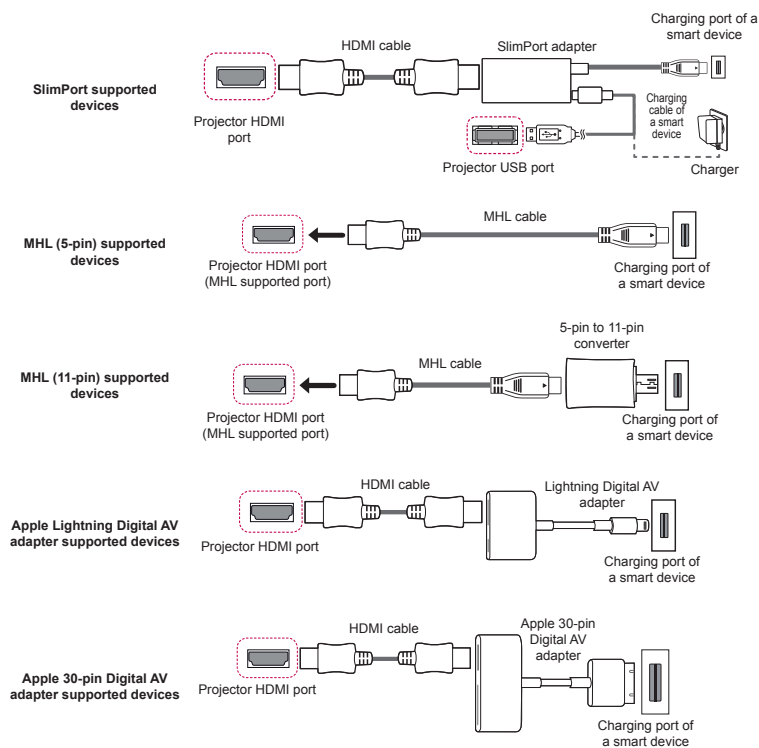 Charging port of a
smart device
HDMI cable
SlimPort adapter
SlimPort supported
devices
Projector HDMI
port
Charging
cable of
a smart
device
Projector USB port
Charger
MHL cable
MHL (5-pin) supported
devices
Projector HDMI port
(MHL supported port)
Charging port of
a smart device
5-pin to 11-pin
converter
MHL cable
MHL (11-pin) supported
devices
Projector HDMI port
(MHL supported port)
Charging port of
a smart device
HDMI cable
Lightning Digital AV
adapter
Apple Lightning Digital AV
adapter supported devices
Projector HDMI port
Charging port of
a smart device
HDMI cable
Apple 30-pin
Digital AV
adapter
Apple 30-pin Digital AV
adapter supported devices
Projector HDMI port
Charging port of
a smart device